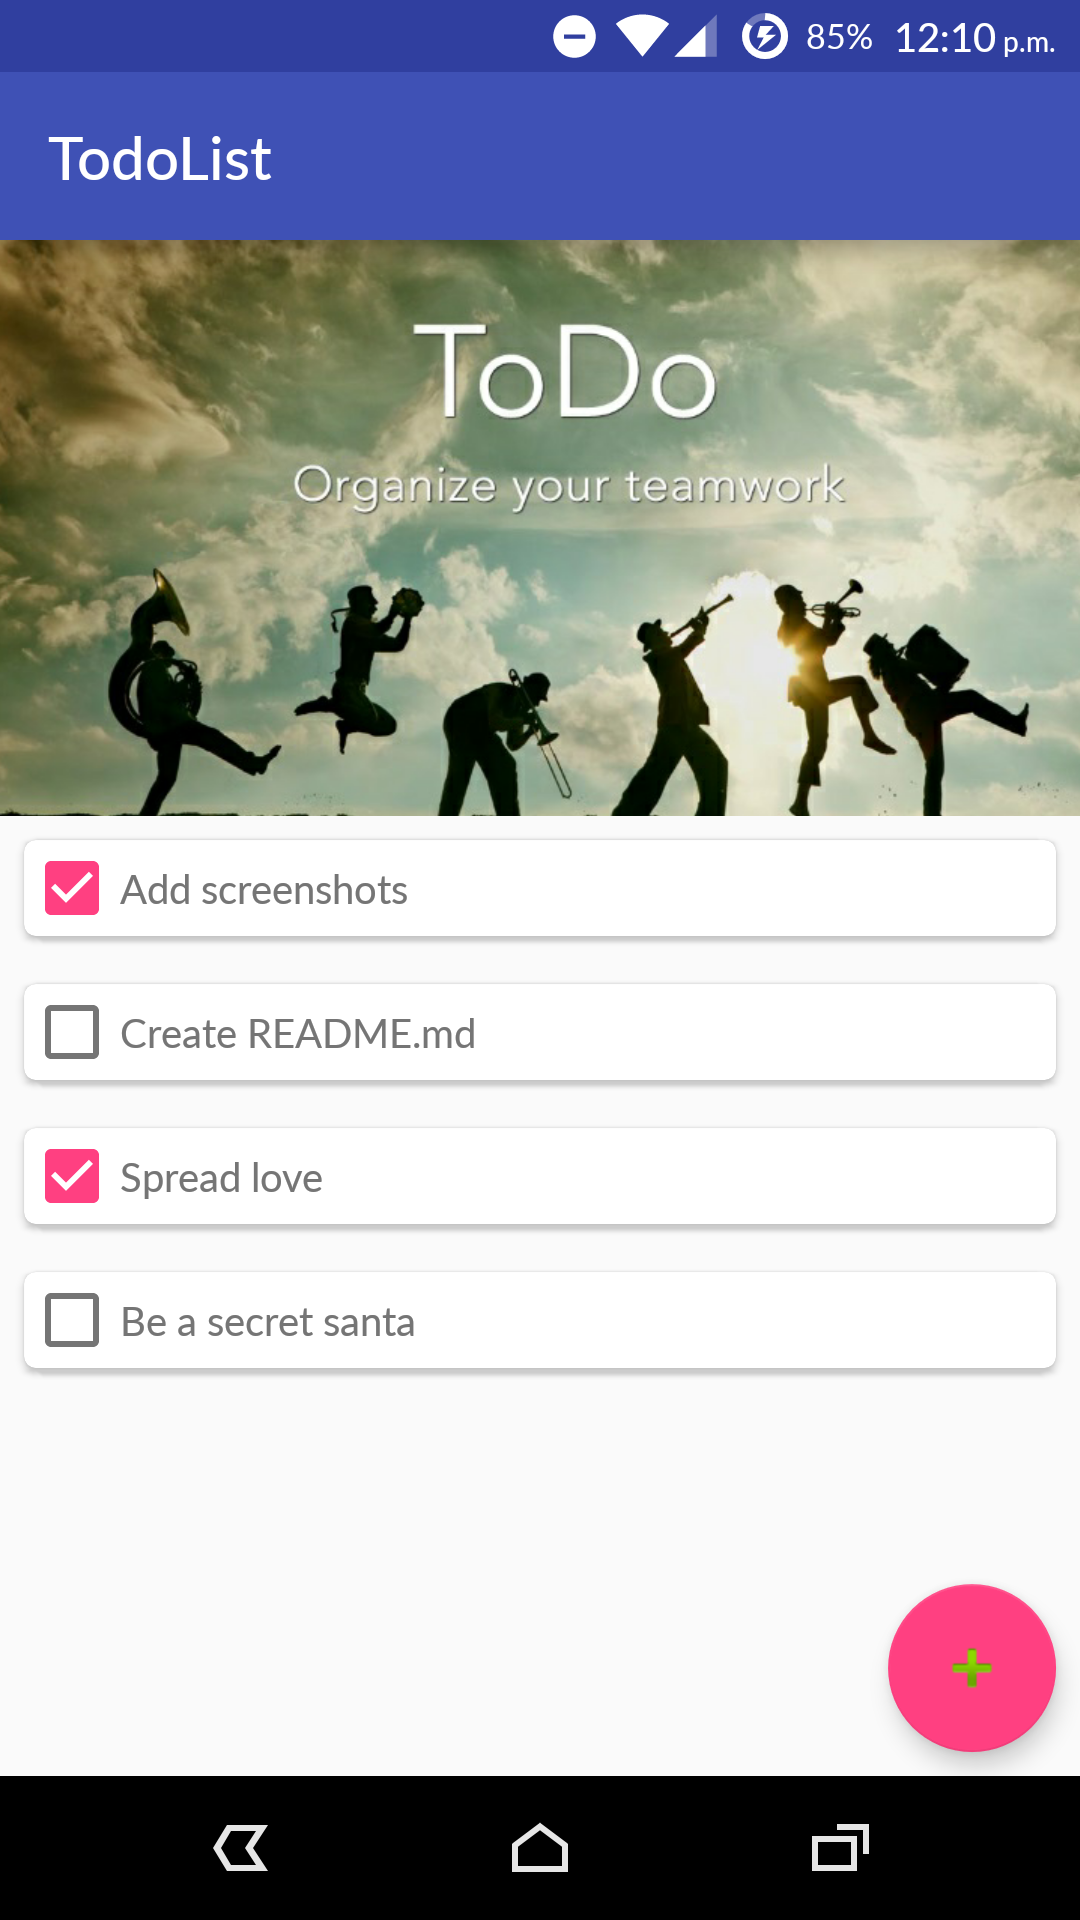 85% 12:10 p.m.
TodoList
ToDo
Organize your teamwork
Add screenshots
Create README.md
Spread love
Be a secret santa